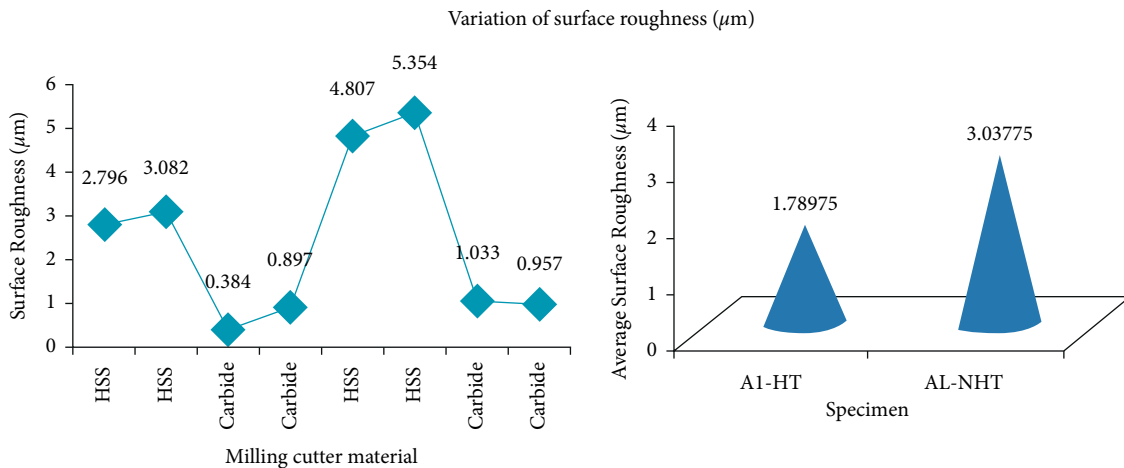 Variation of surface roughness (µm)
Surface Roughness (µm)
6
5
4
3
2
1
0
2.796
3.082
0.384
0.897
4.807
5.354
1.033
0.957
HSS
HSS
Carbide
Carbide
HSS
HSS
Carbide
Carbide
Milling cutter material
Average Surface Roughness (µm)
4
3
2
1
0
1.78975
3.03775
A1-HT
AL-NHT
Specimen